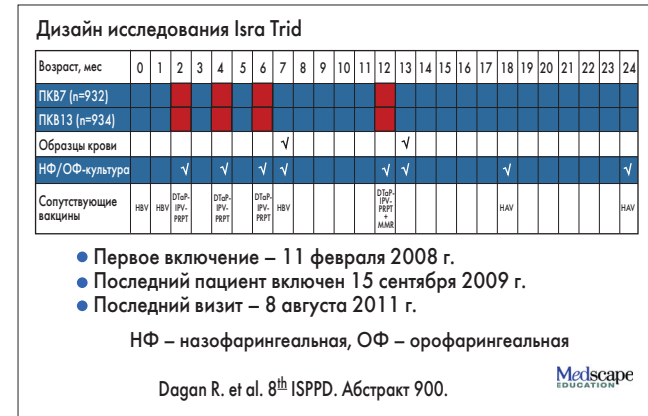 Дизайн исследования Isra Trid
Возраст, мес 0 1 2 3 4 5 6 7 8 9 10 11 12 13 14 15 16 17 18 19 20 21 22 23 24
ПКВ7 (n=932)
ПКВ13 (n=934)
Образцы крови √ √
НФ/ОФ-культура √ √ √ √ √ √ √ √
Сопутствующие вакцины HBV HBV DTaP-IPV-PRPT DTaP-IPV-PRPT DTaP-IPV-PRPT HBV DTaP-IPV-PRPT + MMR HAV HAV
● Первое включение – 11 февраля 2008 г.
● Последний пациент включен 15 сентября 2009 г.
● Последний визит – 8 августа 2011 г.
НФ – назофарингеальная, ОФ – орофарингеальная
Dagan R. et al. 8th ISPPD. Абстракт 900.
Medscape
EDUCATION